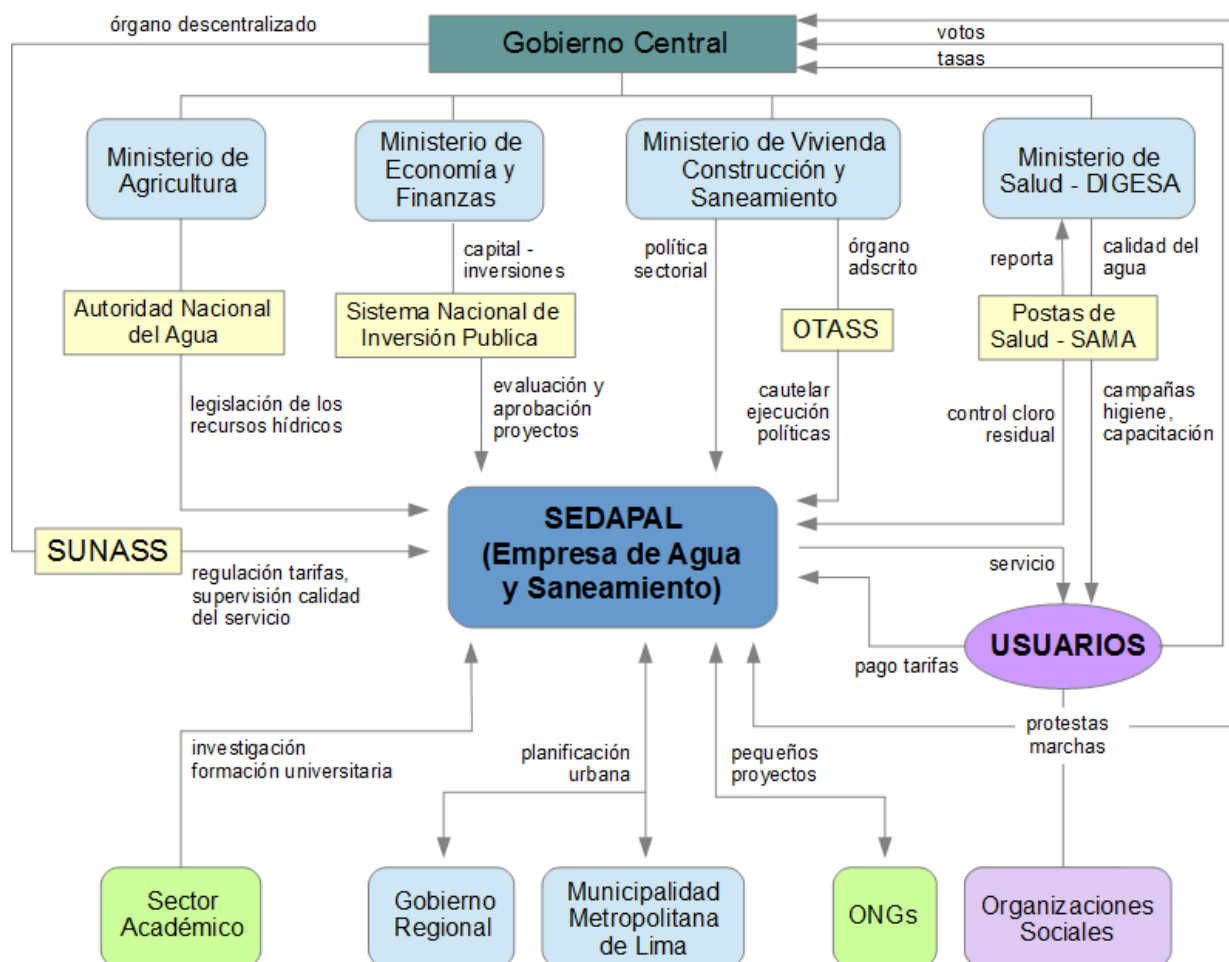 órgano descentralizado
Gobierno Central
votos
tasas
Ministerio de
Agricultura
Ministerio de
Economía y
Finanzas
Ministerio de Vivienda
Construcción y
Saneamiento
Ministerio de
Salud - DIGESA
capital -
inversiones
política
sectorial
órgano
adscrito
reporta
calidad del
agua
Autoridad Nacional
del Agua
Sistema Nacional de
Inversión Publica
OTASS
Postas de
Salud - SAMA
legislación de los
recursos hídricos
evaluación y
aprobación
proyectos
cautelar
ejecución
políticas
control cloro
residual
campañas
higiene,
capacitación
SEDAPAL
(Empresa de Agua
y Saneamiento)
SUNASS
regulación tarifas,
supervisión calidad
del servicio
servicio
USUARIOS
pago tarifas
protestas
marchas
investigación
formación universitaria
planificación
urbana
pequeños
proyectos
Sector
Académico
Gobierno
Regional
Municipalidad
Metropolitana
de Lima
ONGs
Organizaciones
Sociales